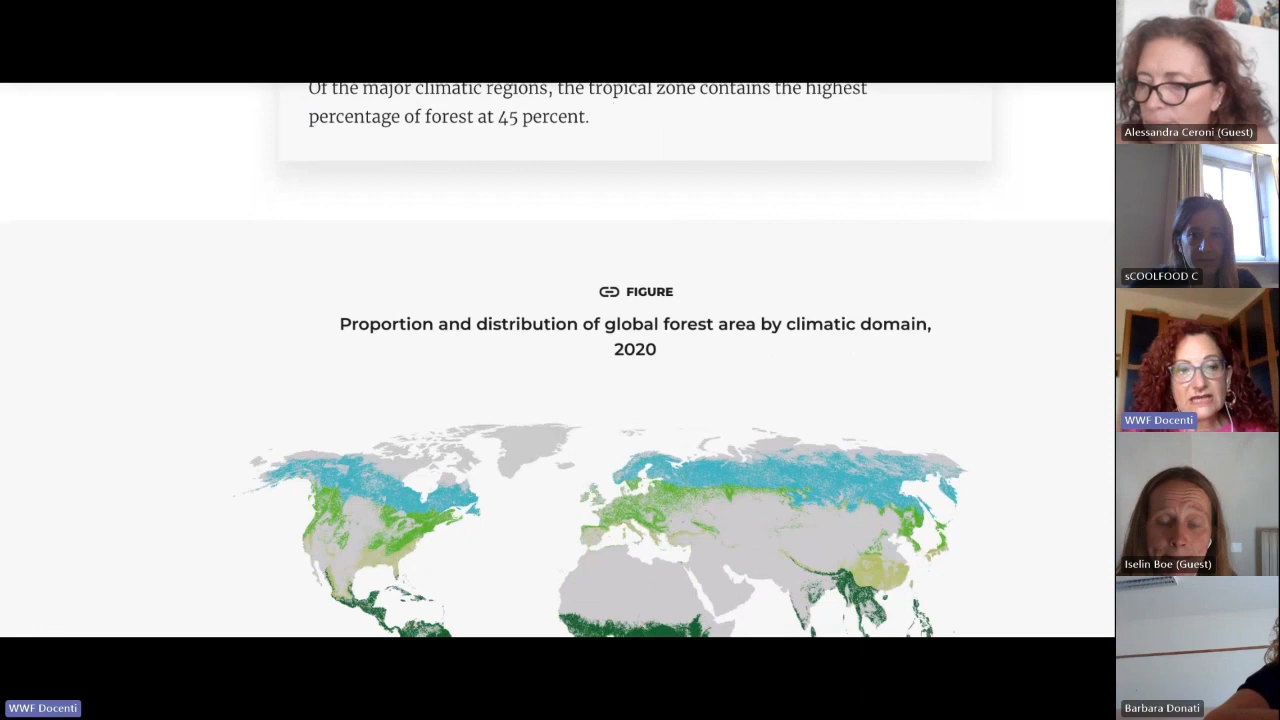 Of the major climatic regions, the tropical zone contains the highest
percentage of forest at 45 percent.
FIGURE
Proportion and distribution of global forest area by climatic domain,
2020
WWF Docenti
Alessandra Ceroni (Guest)
sCOOLFOOD C
WWF Docenti
Iselin Boe (Guest)
Barbara Donati